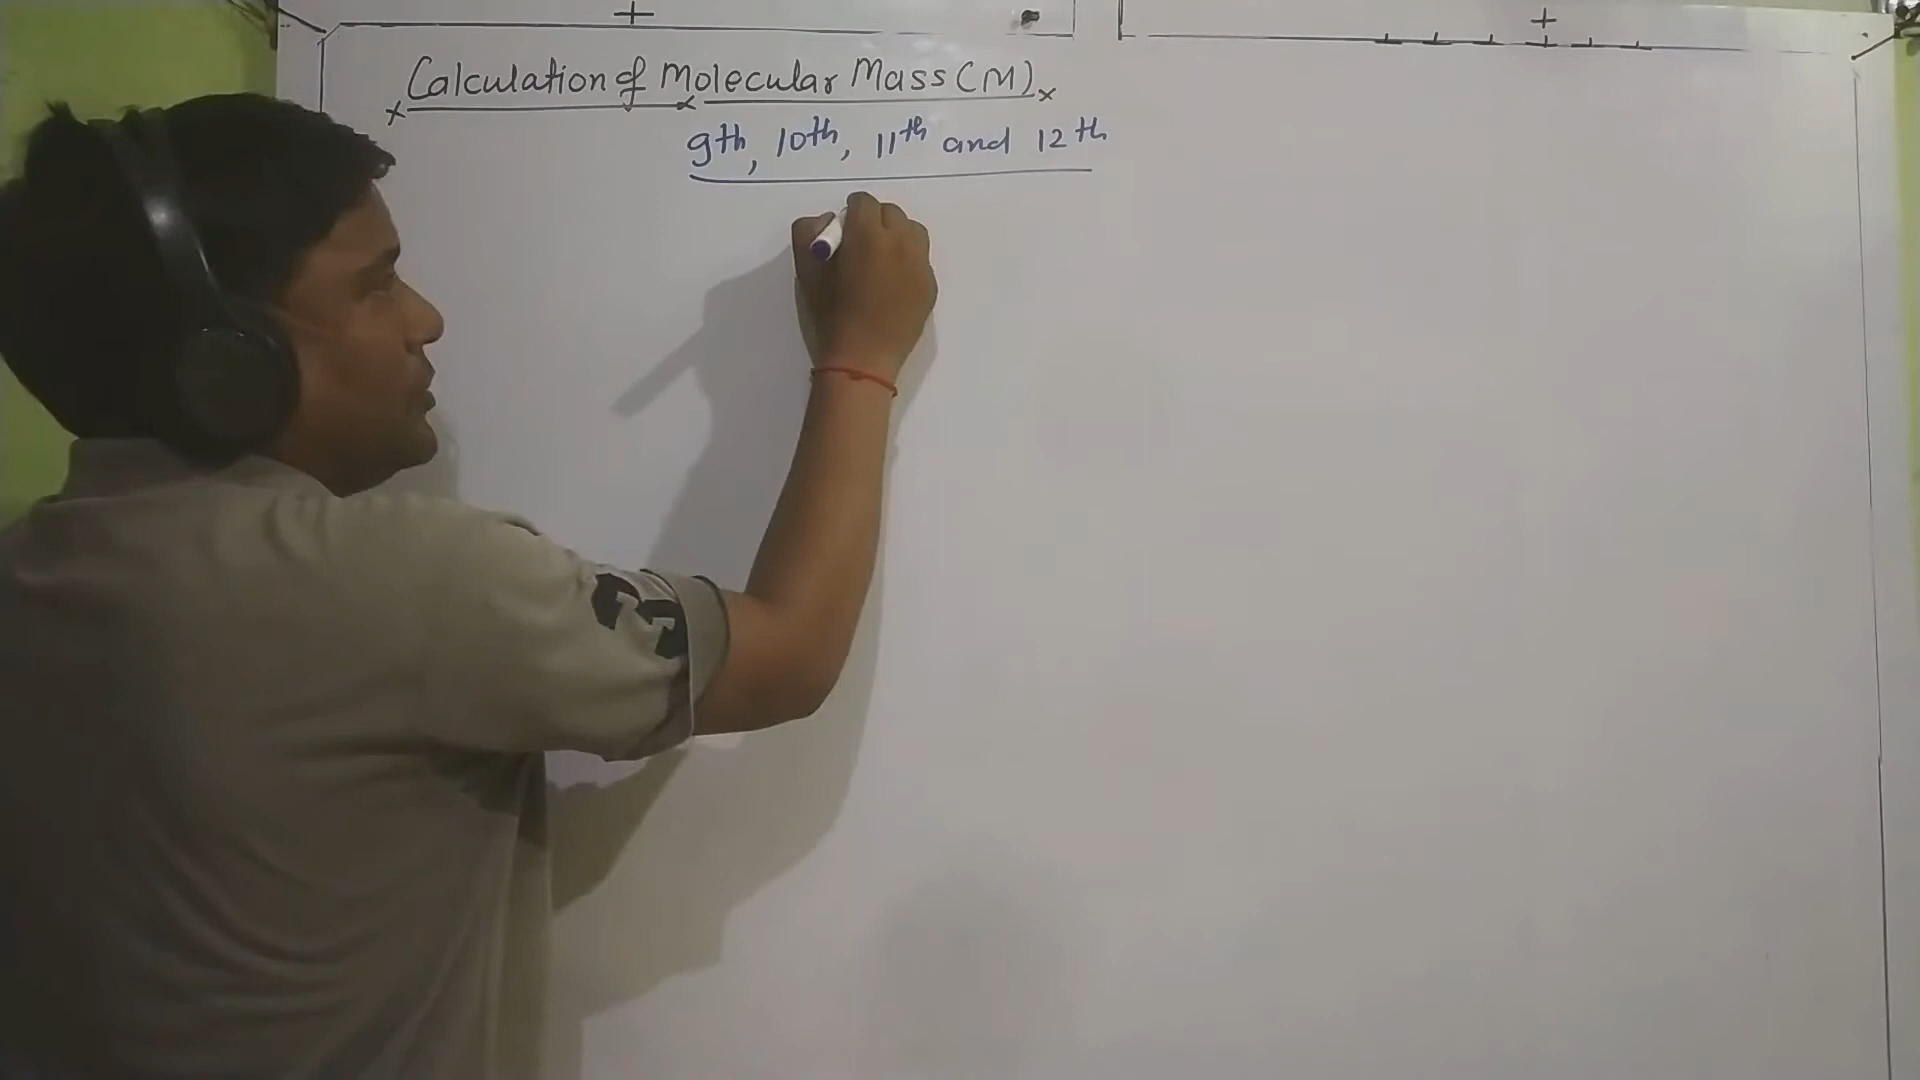 Calculation of Molecular Mass (M)
9th, 10th, 11th and 12th